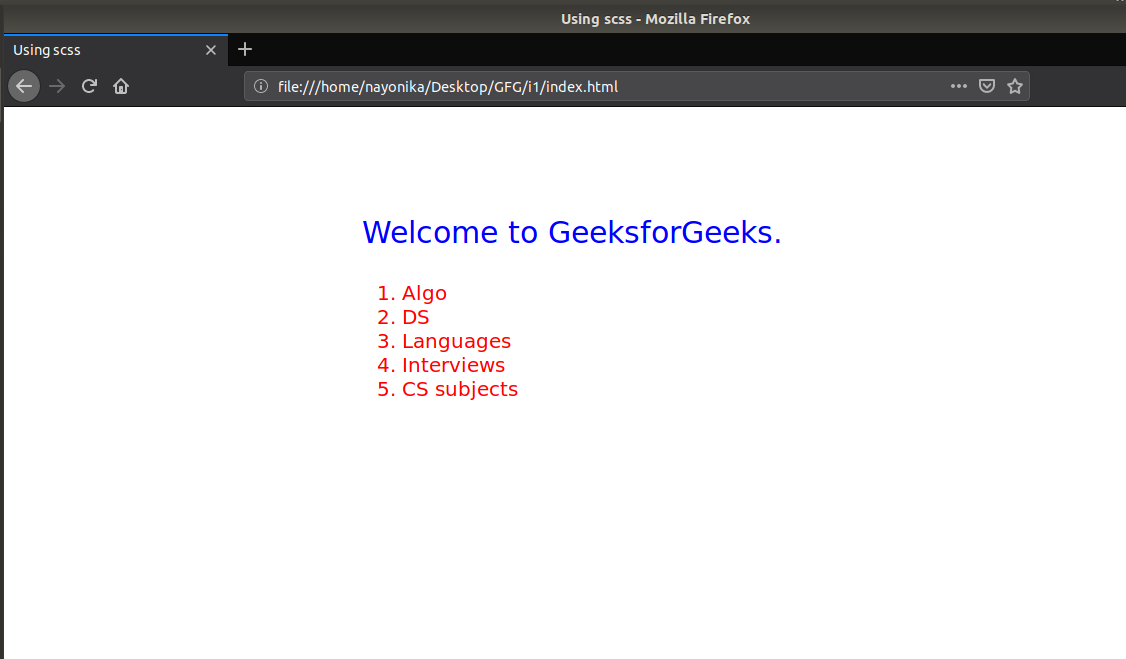 Using scss - Mozilla Firefox
Using scss
file:///home/nayonika/Desktop/GFG/i1/index.html
Welcome to GeeksforGeeks.
1. Algo
2. DS
3. Languages
4. Interviews
5. CS subjects